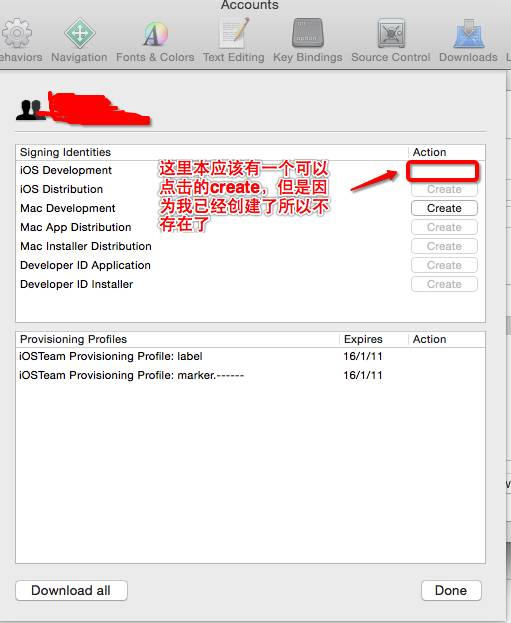 Accounts
ehaviors Navigation Fonts & Colors Text Editing Key Bindings Source Control Downloads L
option
Signing Identities Action
iOS Development
iOS Distribution Create
Mac Development Create
Mac App Distribution Create
Mac Installer Distribution Create
Developer ID Application Create
Developer ID Installer Create
这里本应该有一个可以
点击的create，但是因
为我已经创建了所以不
存在了
Provisioning Profiles Expires Action
iOSTeam Provisioning Profile: label 16/1/11
iOSTeam Provisioning Profile: marker.------ 16/1/11
Download all Done
w